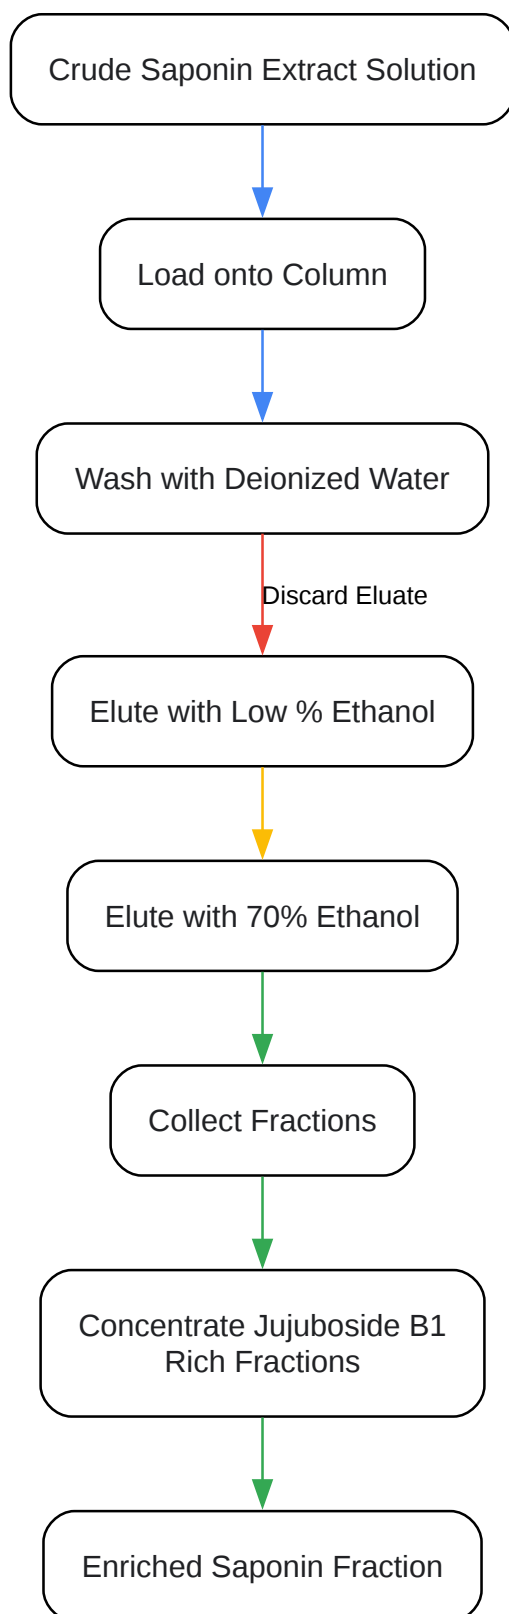 Crude Saponin Extract Solution
Load onto Column
Wash with Deionized Water
Discard Eluate
Elute with Low % Ethanol
Elute with 70% Ethanol
Collect Fractions
Concentrate Jujuboside B1
Rich Fractions
Enriched Saponin Fraction